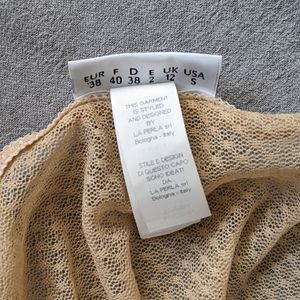 EUR F D E UK USA
38 40 38 2 12 S
THIS GARMENT
IS STYLED
AND DESIGNED
BY
LA PERLA srl
Bologna - Italy
STILE E DESIGN
DI QUESTO CAPO
SONO IDEATI
DA
LA PERLA srl
Bologna - Italy